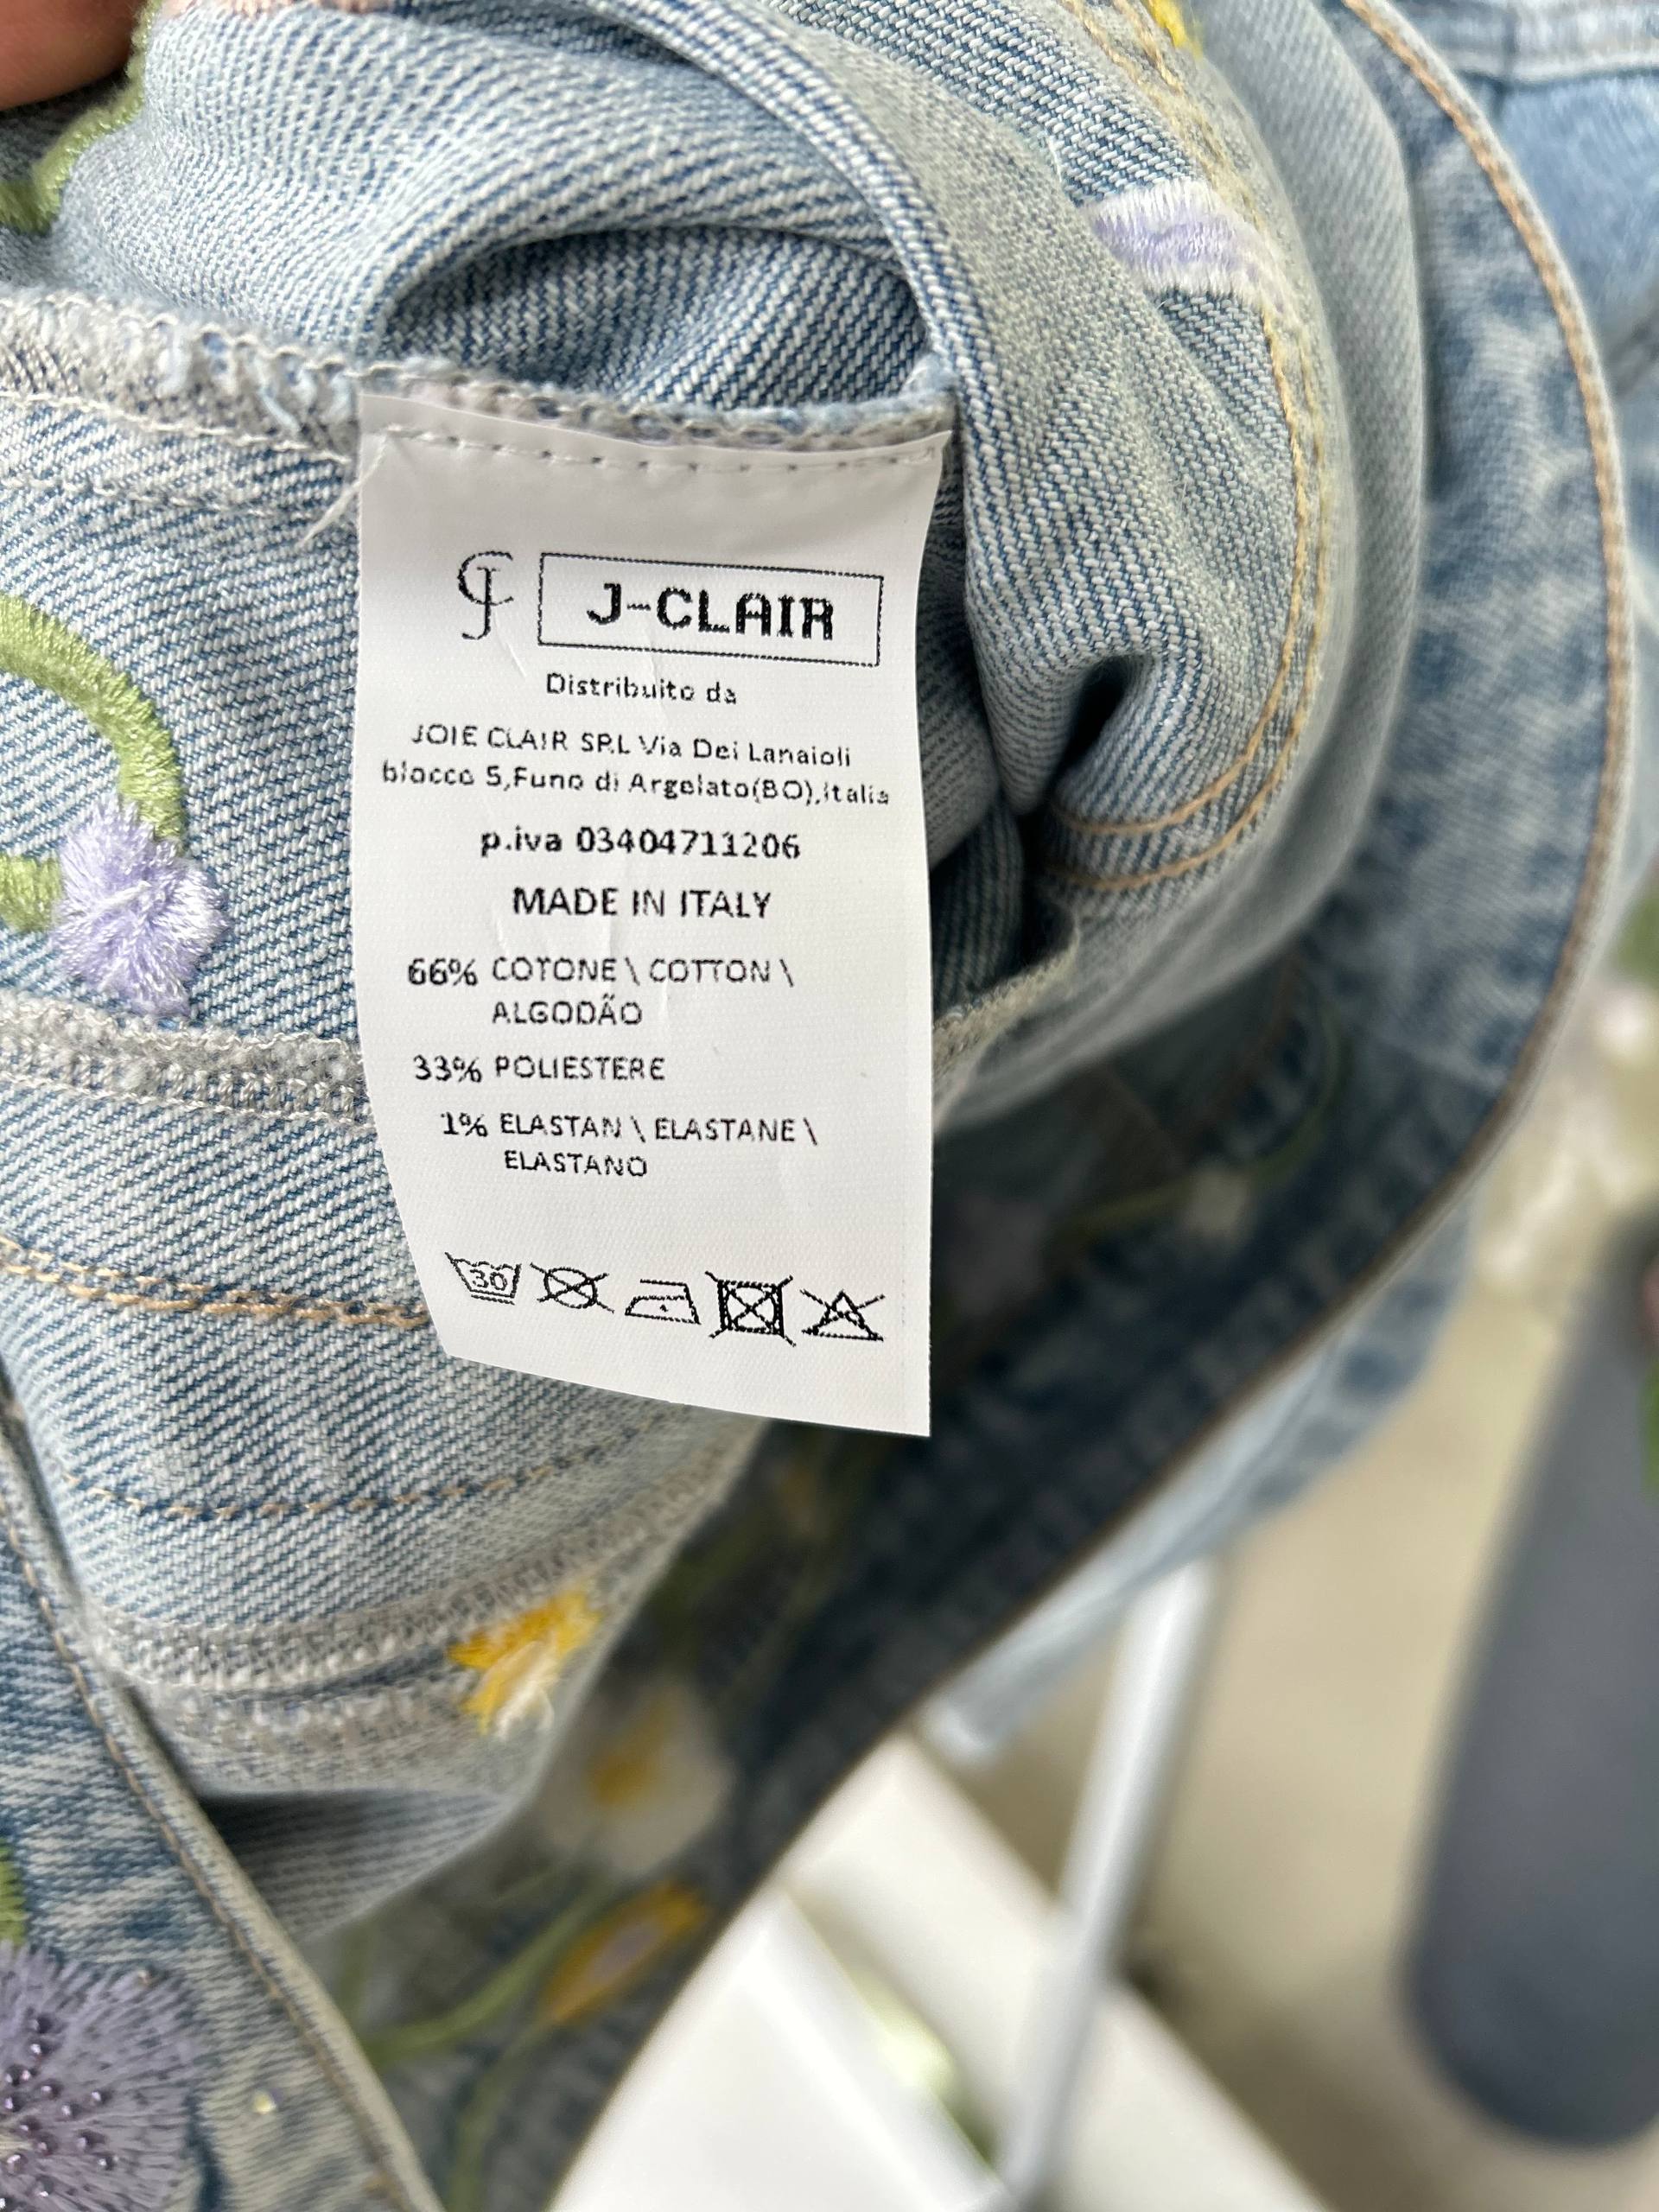 J-CLAIR
Distribuito da
JOIE CLAIR SRL Via Dei Lanaioli
blocco 5,Funo di Argelato(BO),Italia
p.iva 03404711206
MADE IN ITALY
66% COTONE \ COTTON \
ALGODÃO
33% POLIESTERE
1% ELASTAN \ ELASTANE \
ELASTANO
30